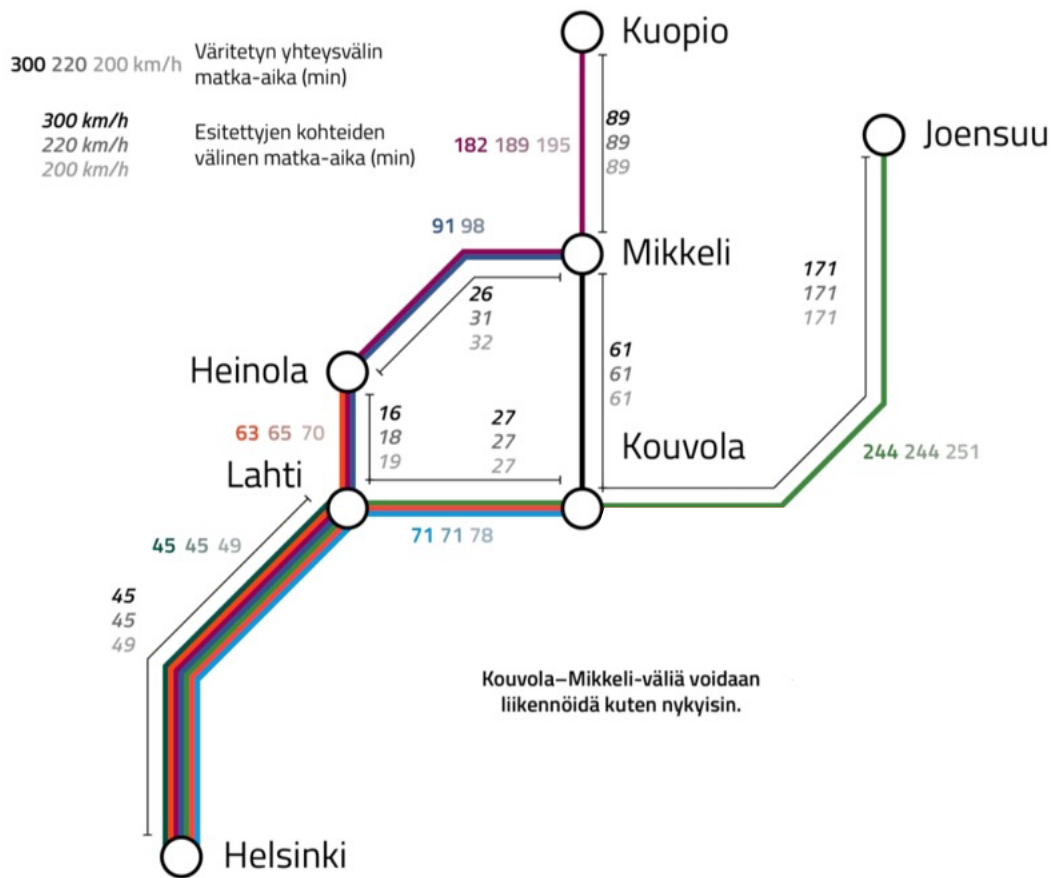 Kuopio
300 220 200 km/h
Väritetyn yhteysvälin
matka-aika (min)
300 km/h
220 km/h
200 km/h
Esitettyjen kohteiden
välinen matka-aika (min)
182 189 195
89
89
89
Joensuu
91 98
Mikkeli
26
31
32
171
171
171
Heinola
61
61
61
63 65 70
16
18
19
27
27
27
Kouvola
244 244 251
Lahti
45 45 49
71 71 78
45
45
49
Kouvola–Mikkeli-väliä voidaan
liikennöidä kuten nykyisin.
Helsinki